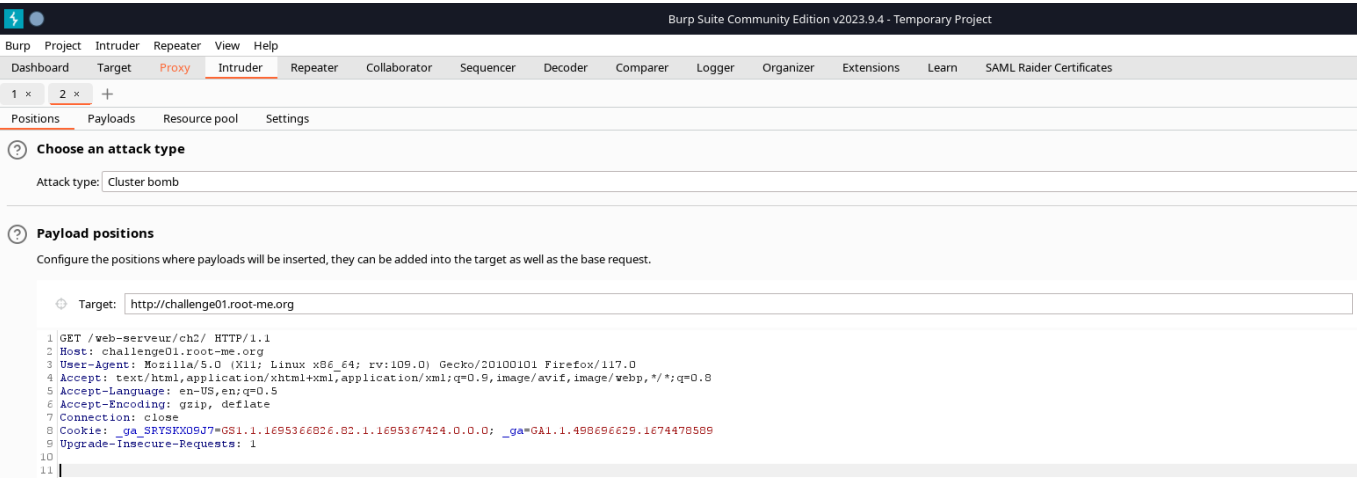 Burp Suite Community Edition v2023.9.4 - Temporary Project
Burp Project Intruder Repeater View Help
Dashboard Target Proxy Intruder Repeater Collaborator Sequencer Decoder Comparer Logger Organizer Extensions Learn SAML Raider Certificates
1 × 2 × +
Positions Payloads Resource pool Settings
? Choose an attack type
Attack type: Cluster bomb
? Payload positions
Configure the positions where payloads will be inserted, they can be added into the target as well as the base request.
Target: http://challenge01.root-me.org
1 GET /web-serveur/ch2/ HTTP/1.1
2 Host: challenge01.root-me.org
3 User-Agent: Mozilla/5.0 (X11; Linux x86_64; rv:109.0) Gecko/20100101 Firefox/117.0
4 Accept: text/html,application/xhtml+xml,application/xml;q=0.9,image/avif,image/webp,*/*;q=0.8
5 Accept-Language: en-US,en;q=0.5
6 Accept-Encoding: gzip, deflate
7 Connection: close
8 Cookie: _ga_SRYSKX09J7=GS1.1.1695366826.82.1.1695367424.0.0.0; _ga=GA1.1.498696629.1674478589
9 Upgrade-Insecure-Requests: 1
10
11